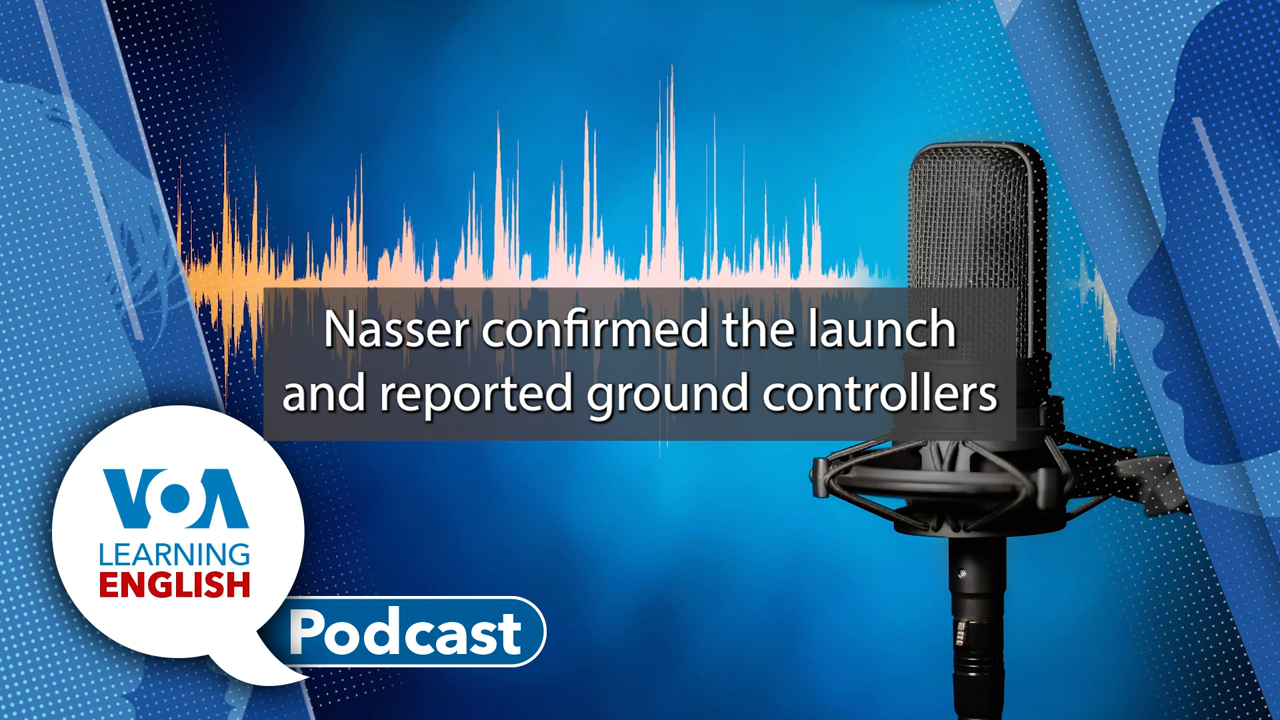 Nasser confirmed the launch
and reported ground controllers
VOA
LEARNING
ENGLISH
Podcast